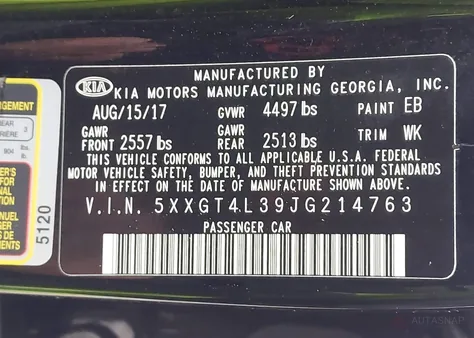 MANUFACTURED BY
KIA KIA MOTORS MANUFACTURING GEORGIA, INC.
AUG/15/17 GVWR 4497 lbs PAINT EB
GAWR FRONT 2557 lbs GAWR REAR 2513 lbs TRIM WK
THIS VEHICLE CONFORMS TO ALL APPLICABLE U.S.A. FEDERAL
MOTOR VEHICLE SAFETY, BUMPER, AND THEFT PREVENTION STANDARDS
IN EFFECT ON THE DATE OF MANUFACTURE SHOWN ABOVE.
V.I.N. 5XXGT4L39JG214763
PASSENGER CAR
5120
904 lbs
AUTASNAP